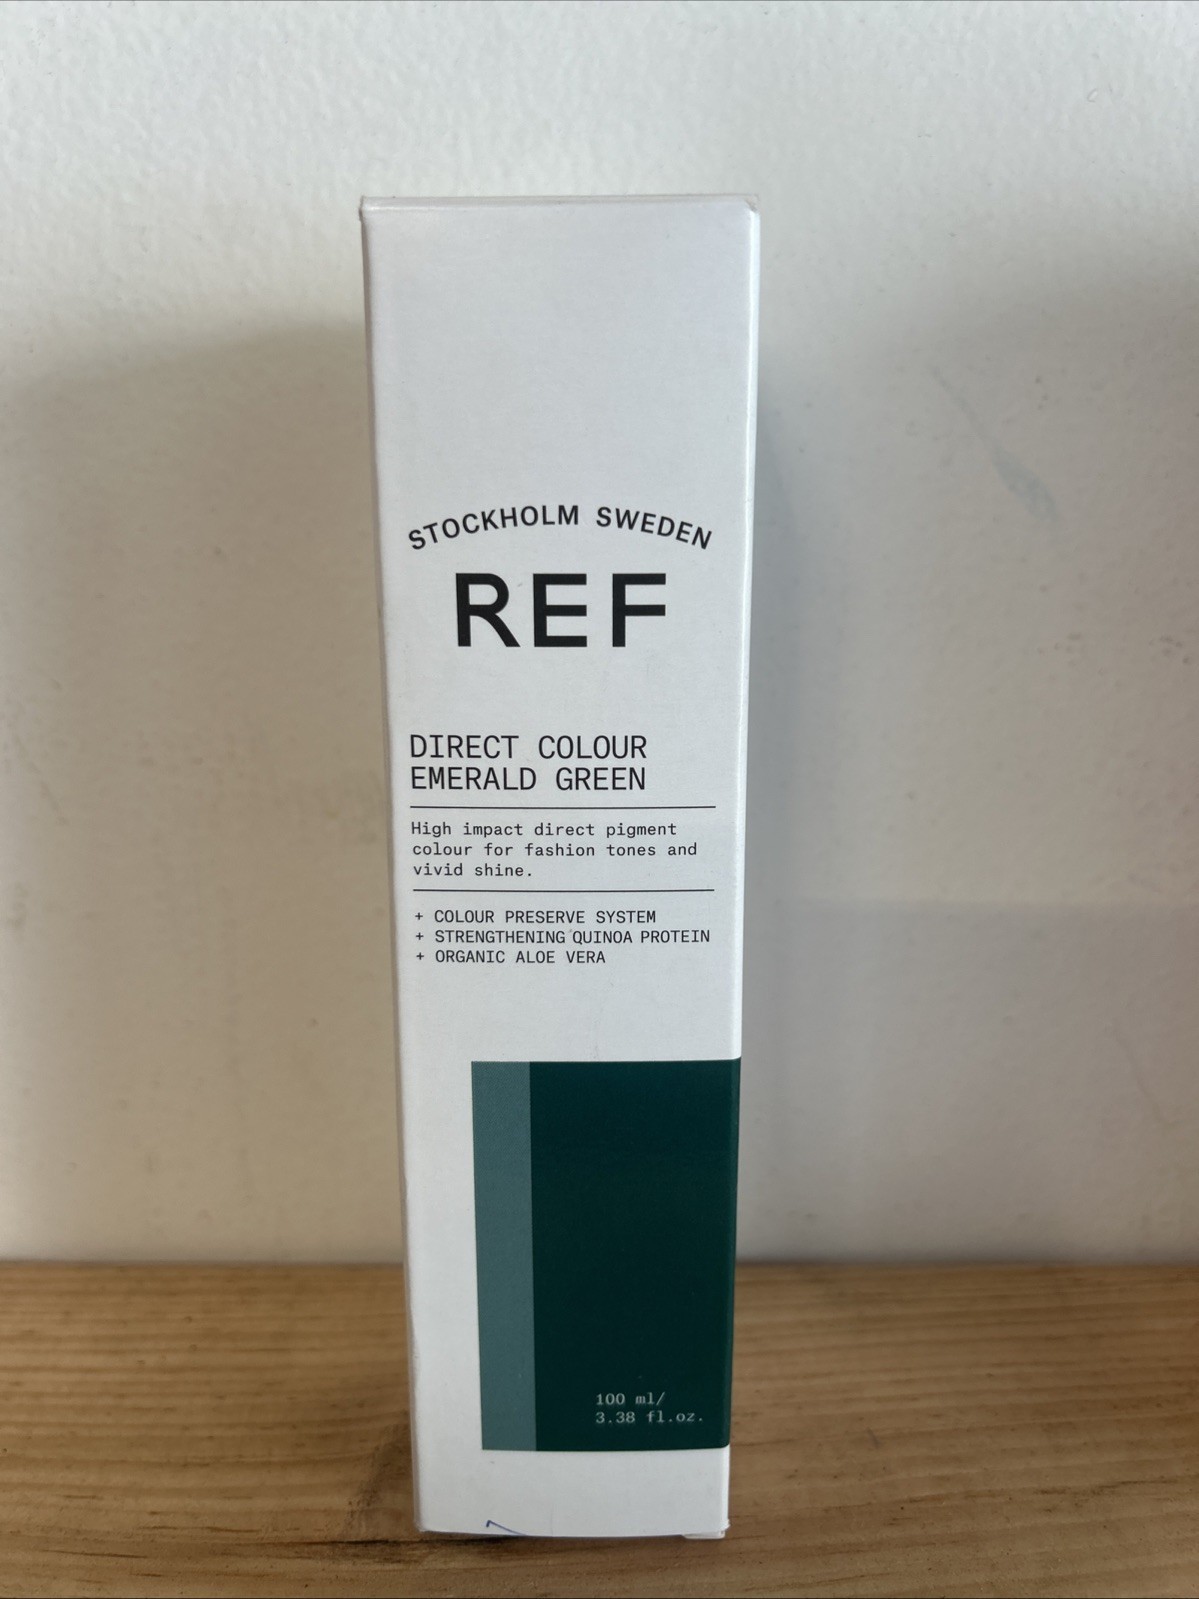 STOCKHOLM SWEDEN
REF
DIRECT COLOUR
EMERALD GREEN
High impact direct pigment
colour for fashion tones and
vivid shine.
+ COLOUR PRESERVE SYSTEM
+ STRENGTHENING QUINOA PROTEIN
+ ORGANIC ALOE VERA
100 ml/
3.38 fl.oz.